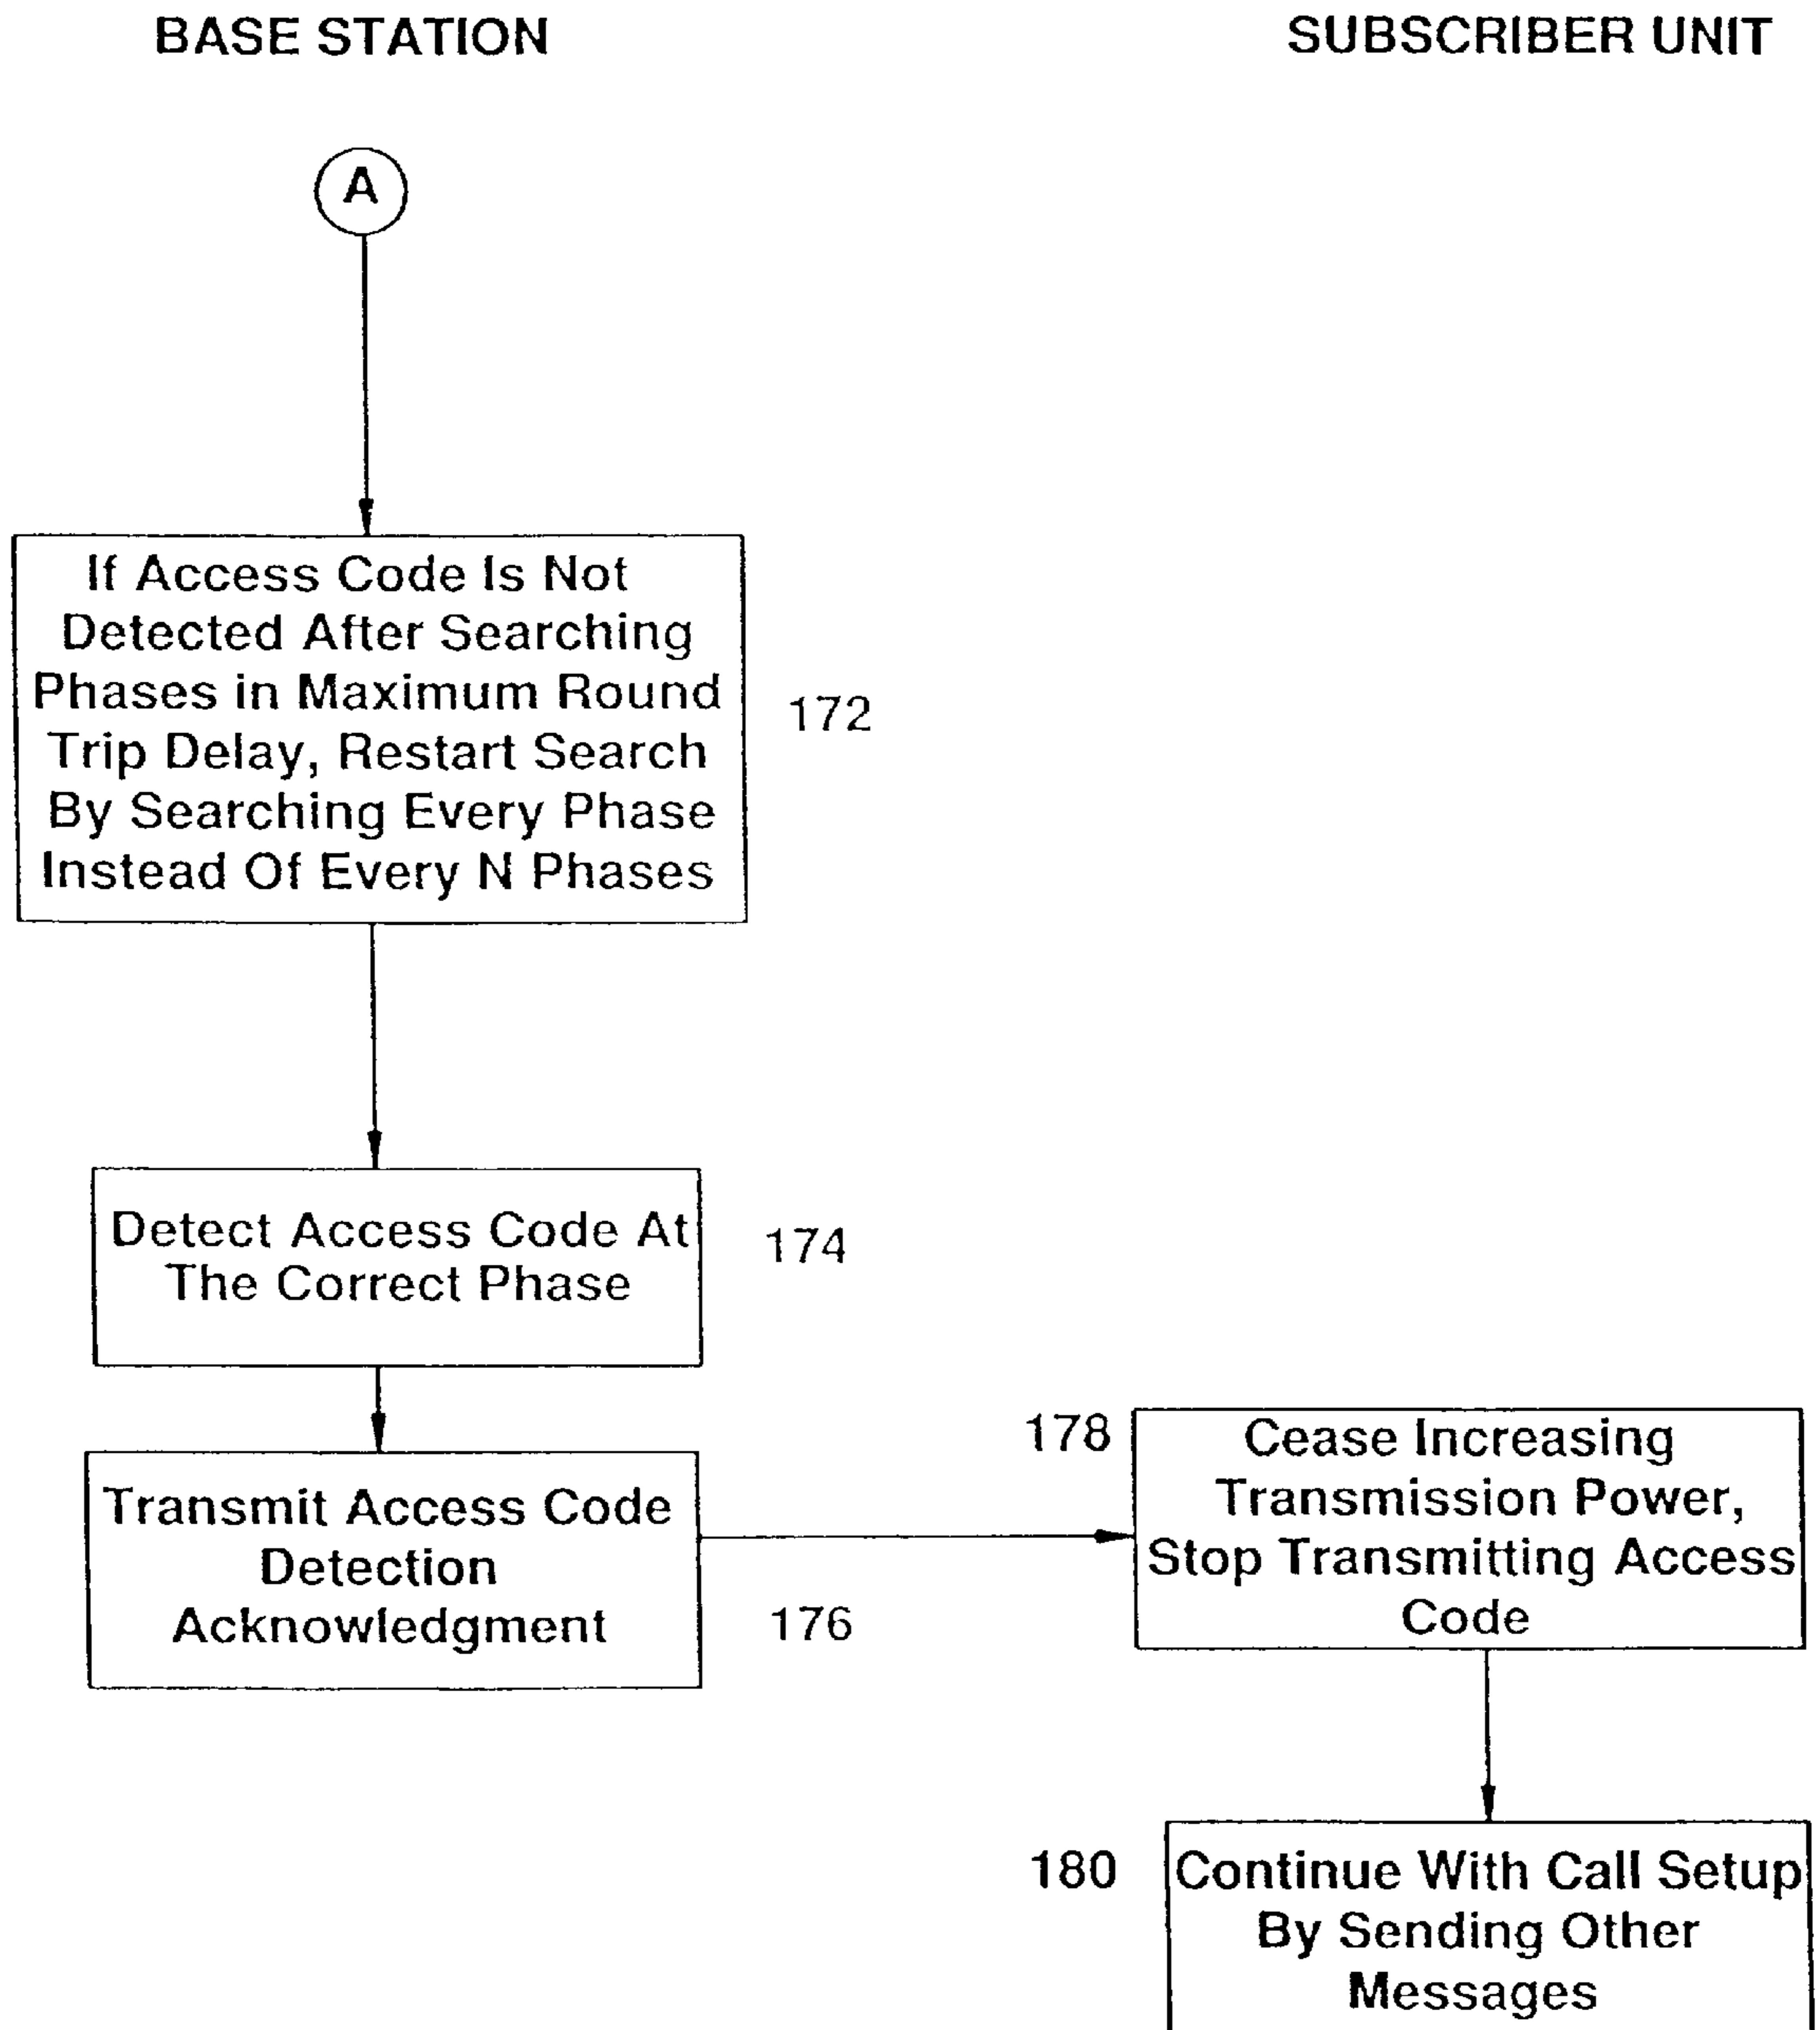 BASE STATION
SUBSCRIBER UNIT
A
If Access Code Is Not
Detected After Searching
Phases in Maximum Round
Trip Delay, Restart Search
By Searching Every Phase
Instead Of Every N Phases
172
Detect Access Code At
The Correct Phase
174
Transmit Access Code
Detection
Acknowledgment
176
178
Cease Increasing
Transmission Power,
Stop Transmitting Access
Code
180
Continue With Call Setup
By Sending Other
Messages